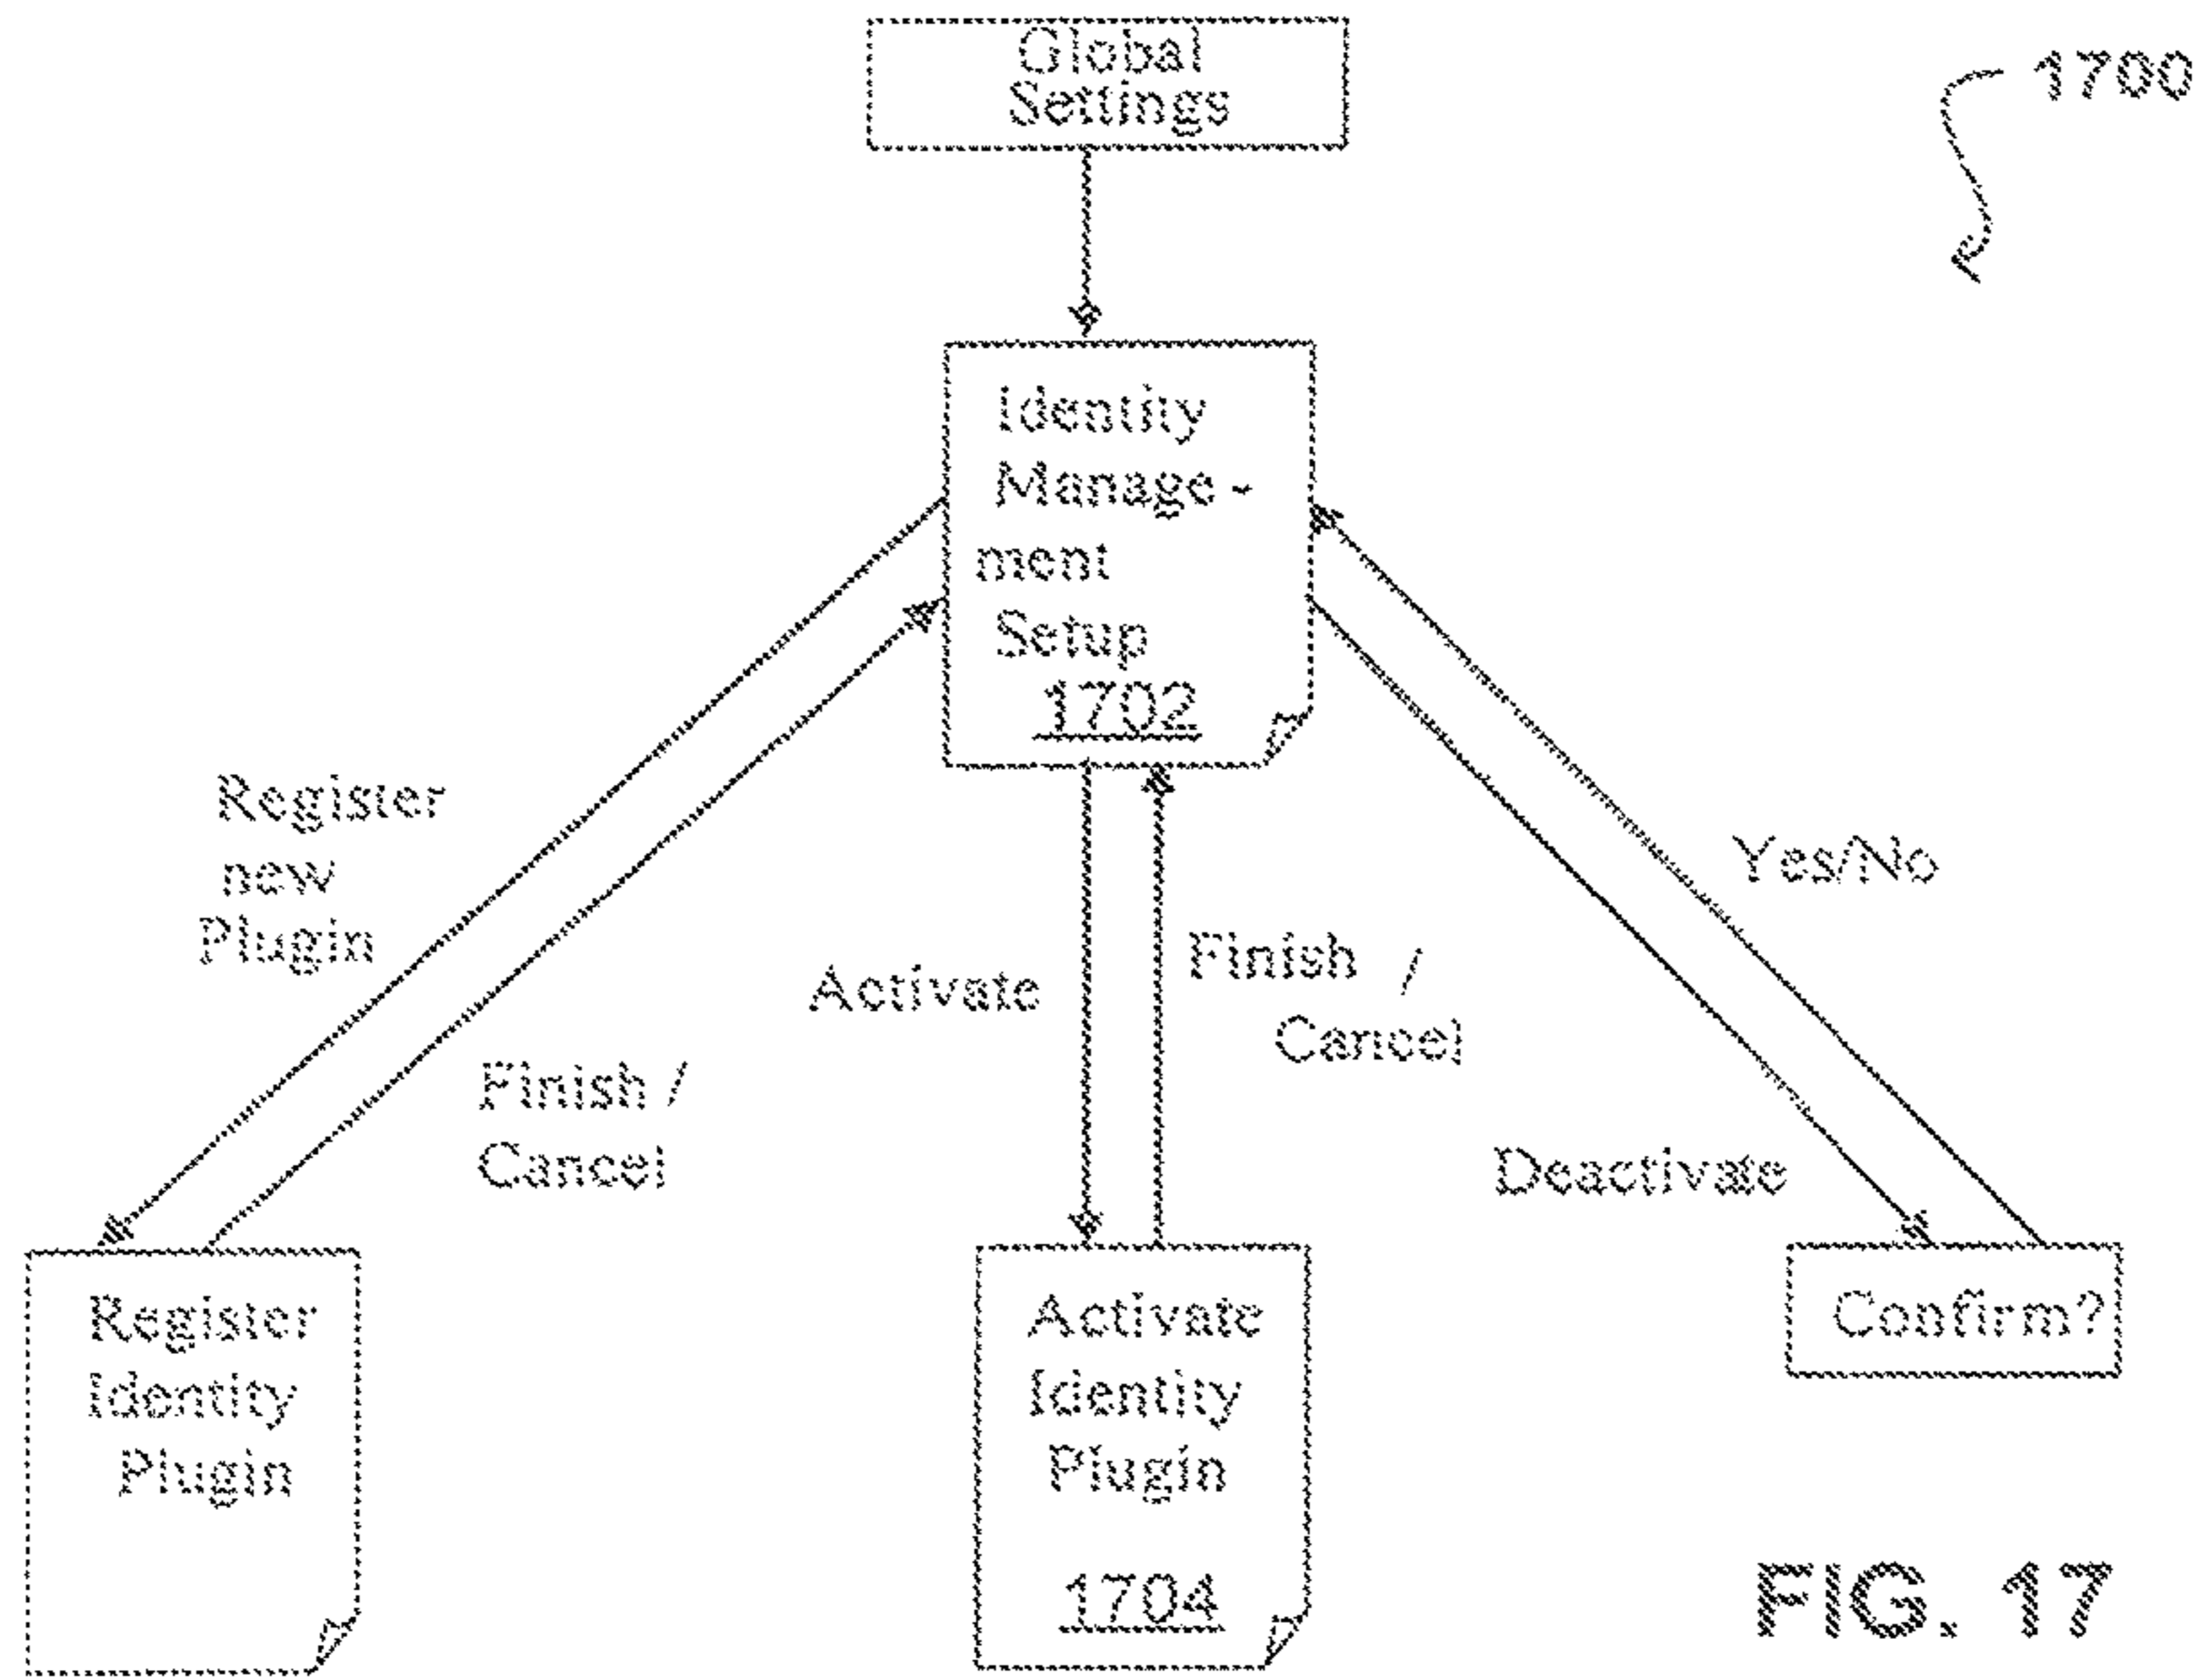 Global
Settings
1700
Identity
Manage -
ment
Setup
1702
Register
new
Plugin
Finish /
Cancel
Activate
Finish /
Cancel
Yes/No
Deactivate
Register
Identity
Plugin
Activate
Identity
Plugin
1704
Confirm?
FIG. 17